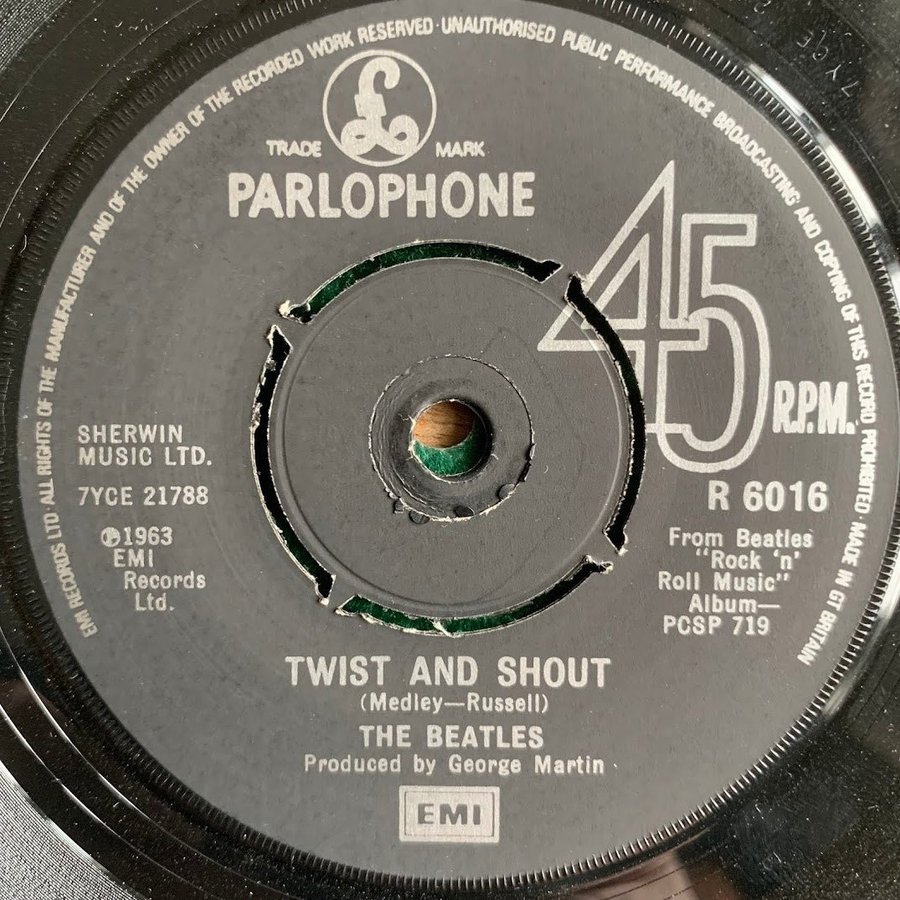 EMI RECORDS LTD · ALL RIGHTS OF THE MANUFACTURER AND OF THE OWNER OF THE RECORDED WORK RESERVED · UNAUTHORISED PUBLIC PERFORMANCE BROADCASTING AND COPYING OF THIS RECORD PROHIBITED MADE IN GT BRITAIN
£
TRADE MARK
PARLOPHONE
45 R.P.M.
SHERWIN
MUSIC LTD.
7YCE 21788
℗1963
EMI
Records
Ltd.
R 6016
From Beatles
"Rock 'n'
Roll Music"
Album—
PCSP 719
TWIST AND SHOUT
(Medley—Russell)
THE BEATLES
Produced by George Martin
EMI